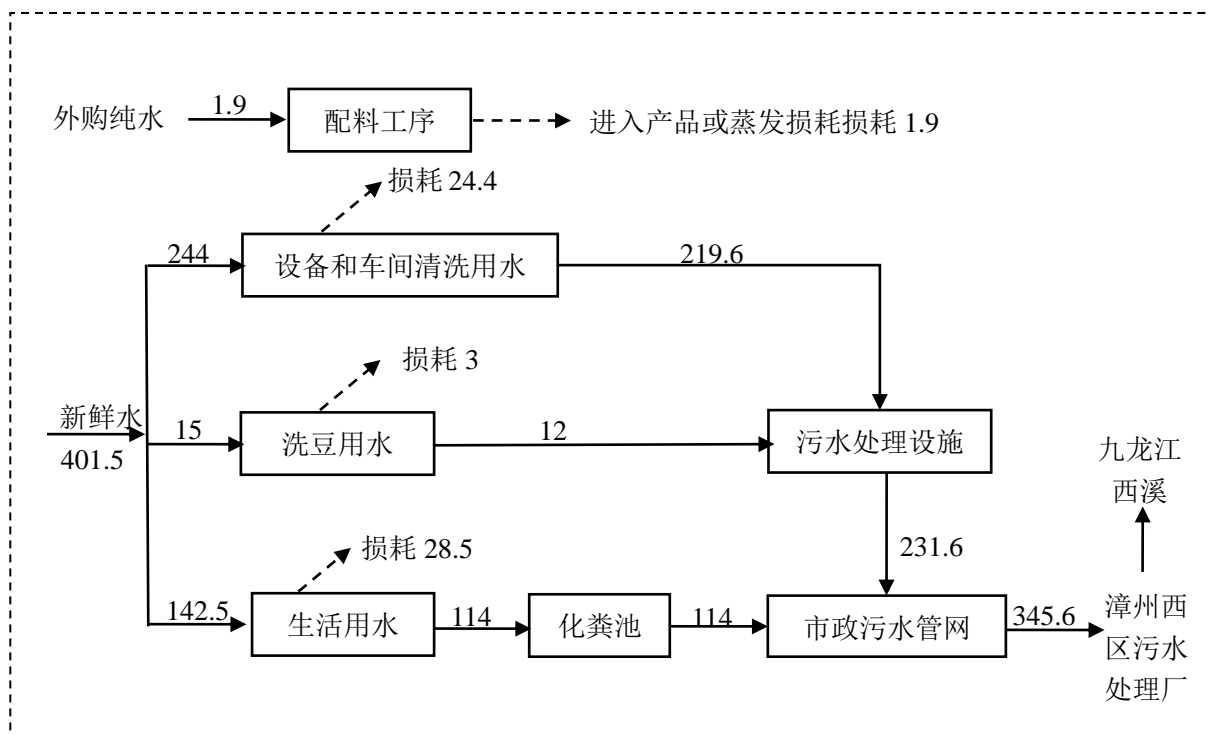 外购纯水
1.9
配料工序
进入产品或蒸发损耗损耗 1.9
损耗 24.4
244
设备和车间清洗用水
219.6
损耗 3
新鲜水
401.5
15
洗豆用水
12
污水处理设施
九龙江
西溪
231.6
损耗 28.5
142.5
生活用水
114
化粪池
114
市政污水管网
345.6
漳州西
区污水
处理厂